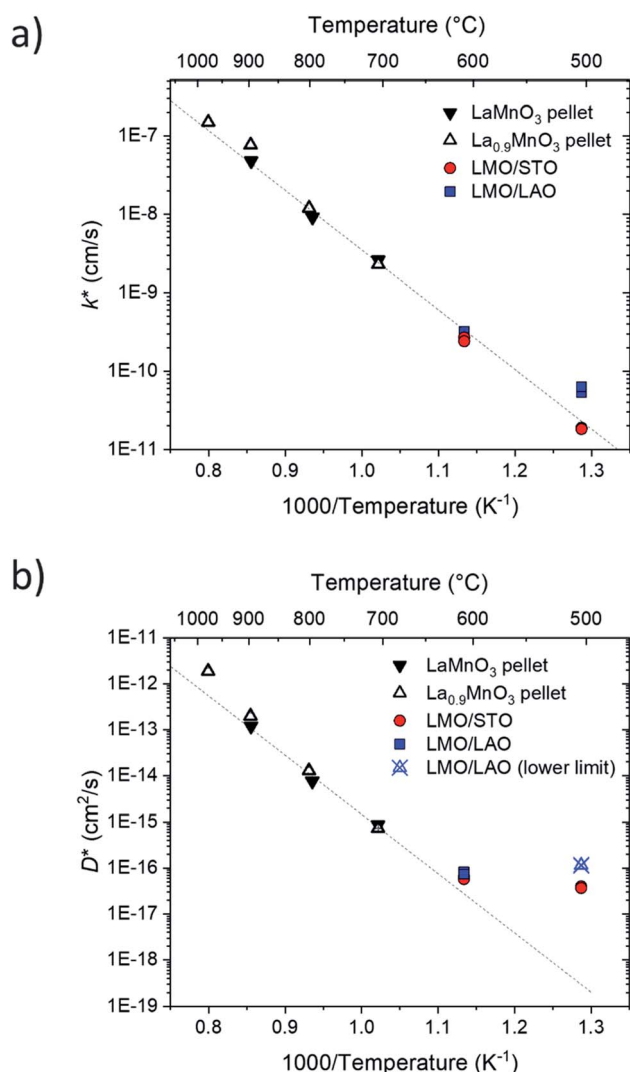 a)
Temperature (°C)
1000 900 800 700 600 500
LaMnO₃ pellet
La₀.₉MnO₃ pellet
LMO/STO
LMO/LAO
1E-7
1E-8
1E-9
1E-10
1E-11
k* (cm/s)
0.8 0.9 1.0 1.1 1.2 1.3
1000/Temperature (K⁻¹)
b)
Temperature (°C)
1000 900 800 700 600 500
LaMnO₃ pellet
La₀.₉MnO₃ pellet
LMO/STO
LMO/LAO
LMO/LAO (lower limit)
1E-11
1E-12
1E-13
1E-14
1E-15
1E-16
1E-17
1E-18
1E-19
D* (cm²/s)
0.8 0.9 1.0 1.1 1.2 1.3
1000/Temperature (K⁻¹)